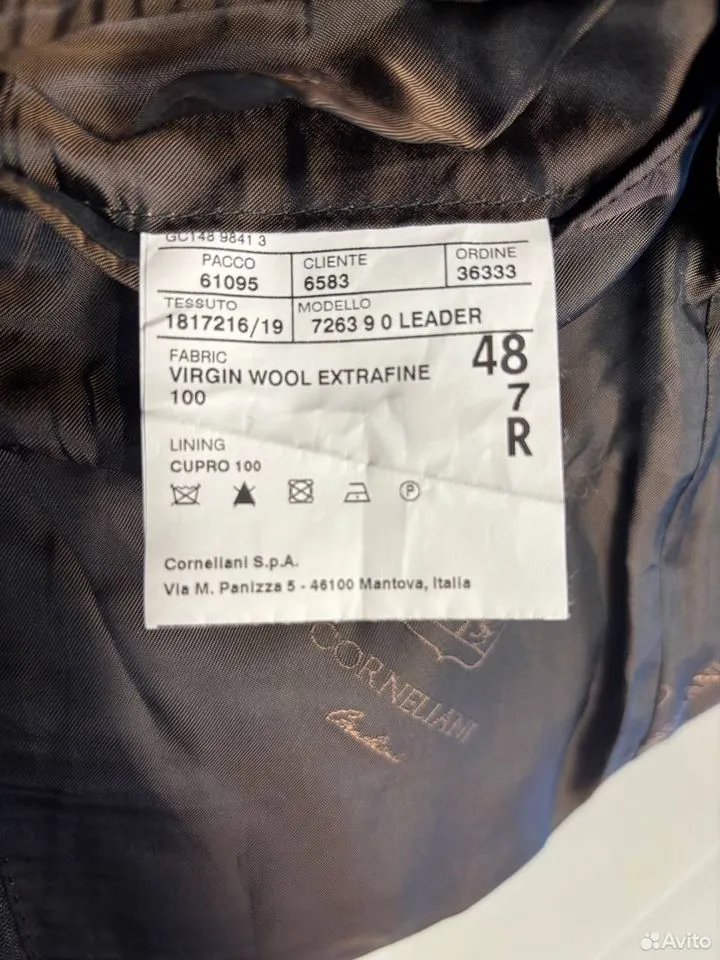 GC148 9841 3
PACCO CLIENTE ORDINE
61095 6583 36333
TESSUTO MODELLO
1817216/19 7263 9 0 LEADER
FABRIC
VIRGIN WOOL EXTRAFINE
100
48
7
R
LINING
CUPRO 100
P
Corneliani S.p.A.
Via M. Panizza 5 - 46100 Mantova, Italia
CORNELIANI
Corneliani
Avito